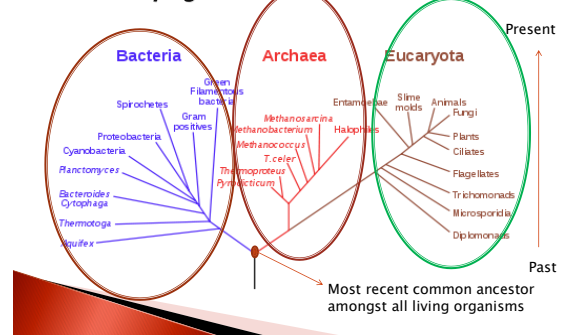 Present
Bacteria
Archaea
Eucaryota
Green
Filamentous
bacteria
Spirochetes
Gram
positives
Proteobacteria
Cyanobacteria
Planctomyces
Bacteroides
Cytophaga
Thermotoga
Aquifex
Methanosarcina
Methanobacterium
Halophiles
Methanococcus
T.celer
Thermoproteus
Pyrodicticum
Entamoebae
Slime
molds
Animals
Fungi
Plants
Ciliates
Flagellates
Trichomonads
Microsporidia
Diplomonads
Past
Most recent common ancestor
amongst all living organisms